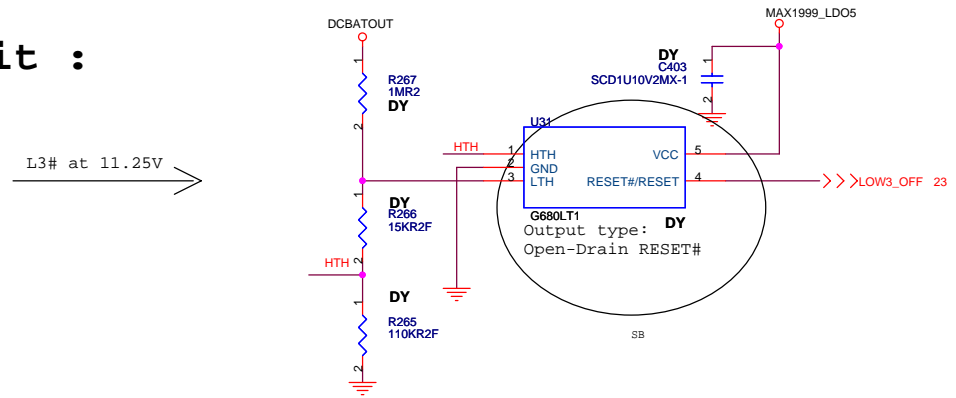 it :
DCBATOUT
MAX1999_LDO5
1
R267
1MR2
DY
2
DY
C403
SCD1U10V2MX-1
1
2
U31
HTH
1
HTH
VCC
5
2
GND
3
LTH
RESET#/RESET
4
LOW3_OFF 23
G680LT1
DY
Output type:
Open-Drain RESET#
SB
L3# at 11.25V
1
DY
R266
15KR2F
2
HTH
1
DY
R265
110KR2F
2